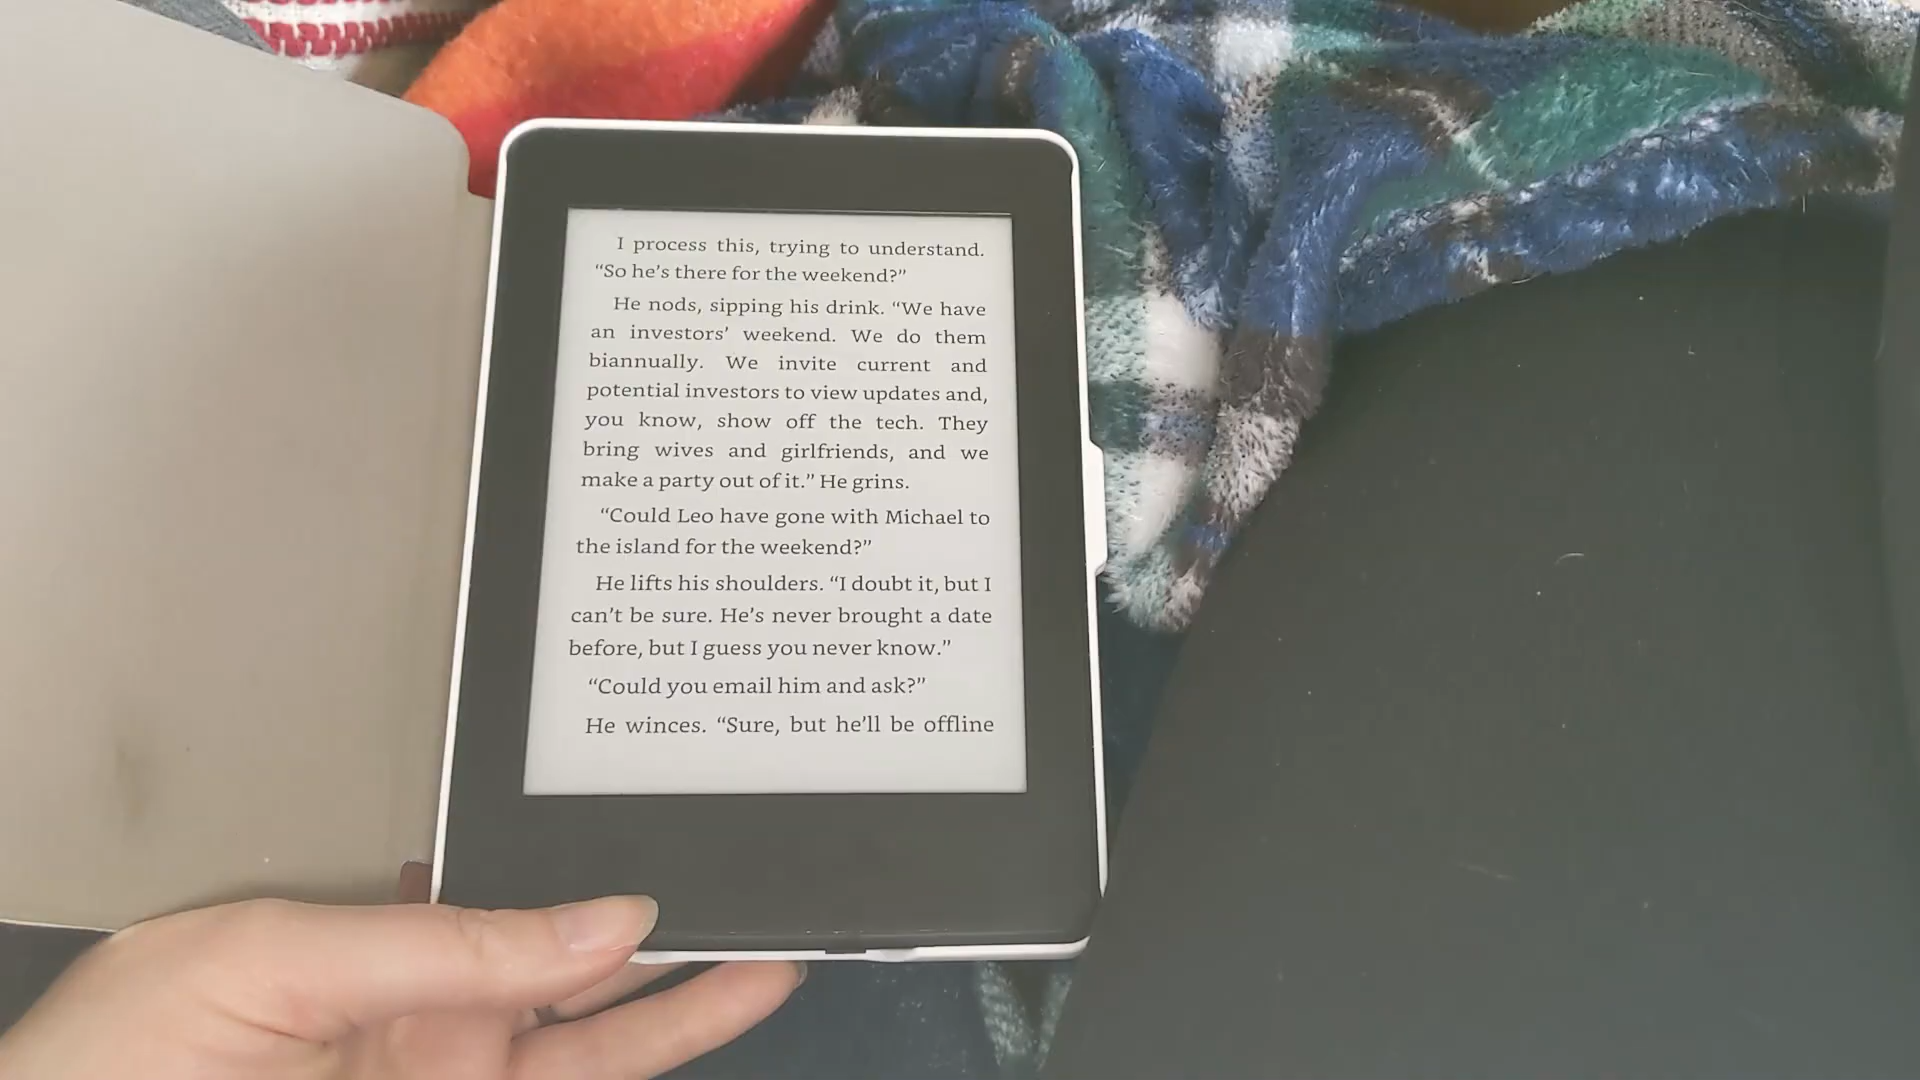 I process this, trying to understand.
“So he’s there for the weekend?”
He nods, sipping his drink. “We have
an investors’ weekend. We do them
biannually. We invite current and
potential investors to view updates and,
you know, show off the tech. They
bring wives and girlfriends, and we
make a party out of it.” He grins.
“Could Leo have gone with Michael to
the island for the weekend?”
He lifts his shoulders. “I doubt it, but I
can’t be sure. He’s never brought a date
before, but I guess you never know.”
“Could you email him and ask?”
He winces. “Sure, but he’ll be offline